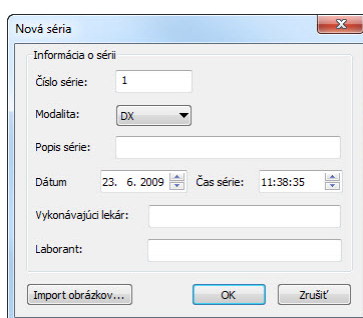 Nová séria
Informácia o sérii
Číslo série: 1
Modalita: DX
Popis série:
Dátum 23. 6. 2009 Čas série: 11:38:35
Vykonávajúci lekár:
Laborant:
Import obrázkov... OK Zrušiť